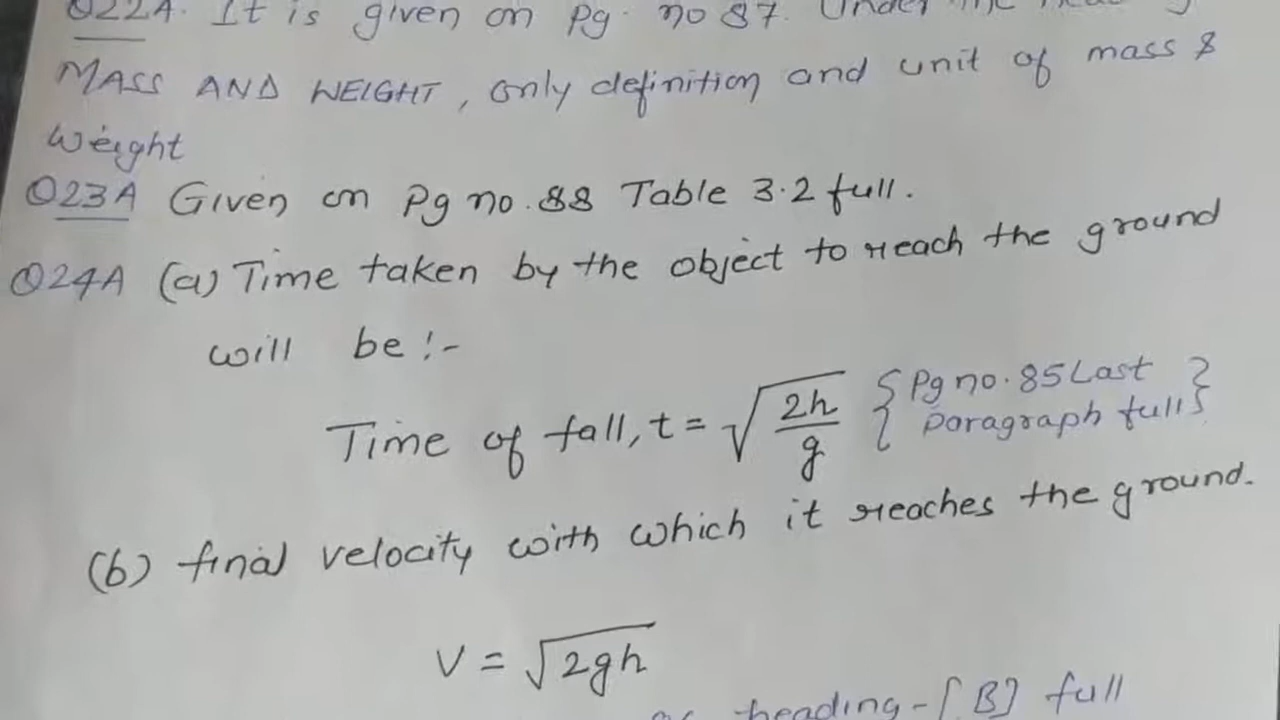 Q22A. It is given on Pg. no 87. Under
MASS AND WEIGHT, only definition and unit of mass &
Weight
Q23A Given on Pg no. 88 Table 3.2 full.
Q24A (a) Time taken by the object to reach the ground
will be :-
Time of fall, t = √(2h/g) {Pg no. 85 Last
Paragraph full}
(b) final velocity with which it reaches the ground.
V = √2gh
heading - [B] full